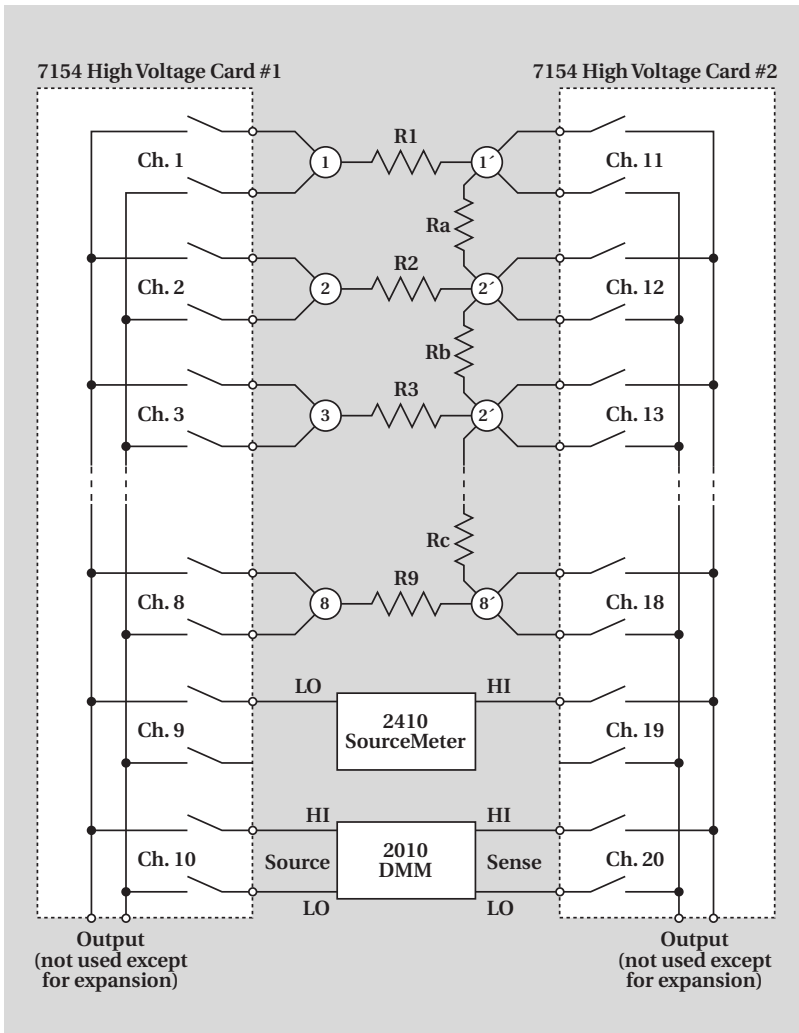 7154 High Voltage Card #1
7154 High Voltage Card #2
Ch. 1
1
R1
1´
Ch. 11
Ra
Ch. 2
2
R2
2´
Ch. 12
Rb
Ch. 3
3
R3
2´
Ch. 13
Rc
Ch. 8
8
R9
8´
Ch. 18
LO
HI
Ch. 9
2410
SourceMeter
Ch. 19
HI
HI
Ch. 10
Source
2010
DMM
Sense
Ch. 20
LO
LO
Output
(not used except
for expansion)
Output
(not used except
for expansion)